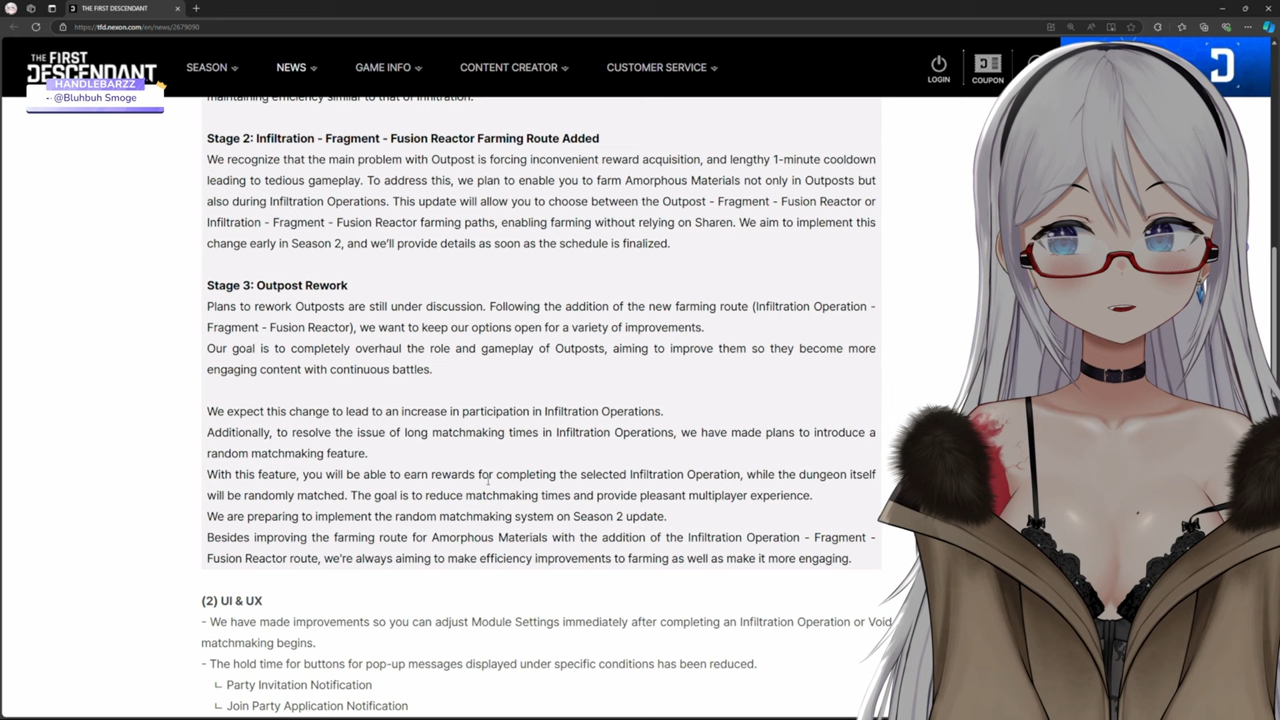 THE FIRST DESCENDANT
https://tfd.nexon.com/en/news/2679090
THE FIRST
DESCENDANT
SEASON
NEWS
GAME INFO
CONTENT CREATOR
CUSTOMER SERVICE
LOGIN
COUPON
HANDLEBARZZ
-- @Bluhbuh Smoge
maintaining efficiency similar to that of Infiltration.
Stage 2: Infiltration - Fragment - Fusion Reactor Farming Route Added
We recognize that the main problem with Outpost is forcing inconvenient reward acquisition, and lengthy 1-minute cooldown
leading to tedious gameplay. To address this, we plan to enable you to farm Amorphous Materials not only in Outposts but
also during Infiltration Operations. This update will allow you to choose between the Outpost - Fragment - Fusion Reactor or
Infiltration - Fragment - Fusion Reactor farming paths, enabling farming without relying on Sharen. We aim to implement this
change early in Season 2, and we'll provide details as soon as the schedule is finalized.
Stage 3: Outpost Rework
Plans to rework Outposts are still under discussion. Following the addition of the new farming route (Infiltration Operation -
Fragment - Fusion Reactor), we want to keep our options open for a variety of improvements.
Our goal is to completely overhaul the role and gameplay of Outposts, aiming to improve them so they become more
engaging content with continuous battles.
We expect this change to lead to an increase in participation in Infiltration Operations.
Additionally, to resolve the issue of long matchmaking times in Infiltration Operations, we have made plans to introduce a
random matchmaking feature.
With this feature, you will be able to earn rewards for completing the selected Infiltration Operation, while the dungeon itself
will be randomly matched. The goal is to reduce matchmaking times and provide pleasant multiplayer experience.
We are preparing to implement the random matchmaking system on Season 2 update.
Besides improving the farming route for Amorphous Materials with the addition of the Infiltration Operation - Fragment -
Fusion Reactor route, we're always aiming to make efficiency improvements to farming as well as make it more engaging.
(2) UI & UX
- We have made improvements so you can adjust Module Settings immediately after completing an Infiltration Operation or Void
matchmaking begins.
- The hold time for buttons for pop-up messages displayed under specific conditions has been reduced.
ㄴ Party Invitation Notification
ㄴ Join Party Application Notification